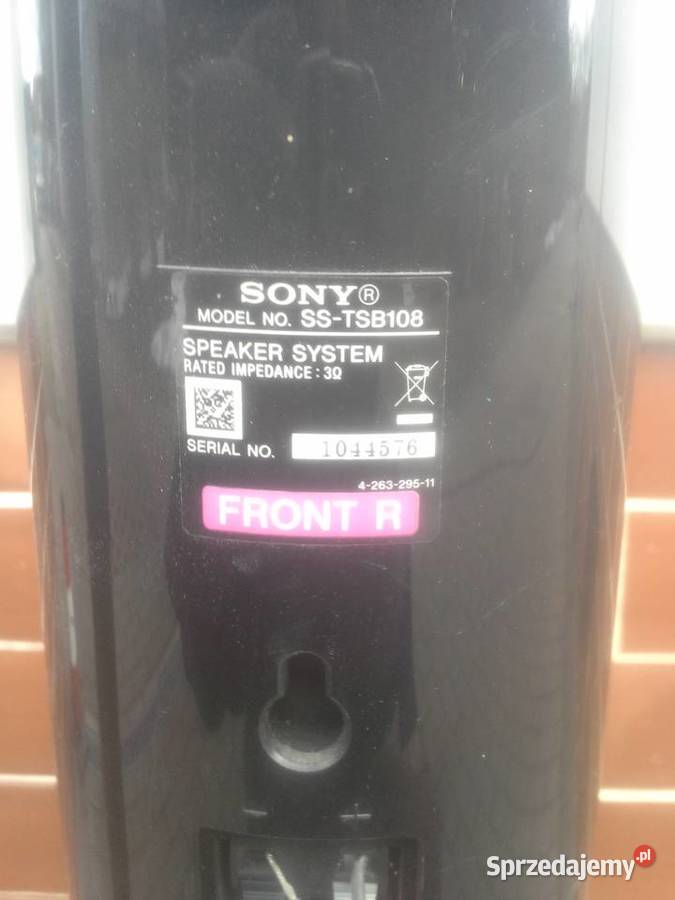 SONY®
MODEL NO. SS-TSB108
SPEAKER SYSTEM
RATED IMPEDANCE: 3Ω
SERIAL NO. 1044576
4-263-295-11
FRONT R
− +
Sprzedajemy.pl